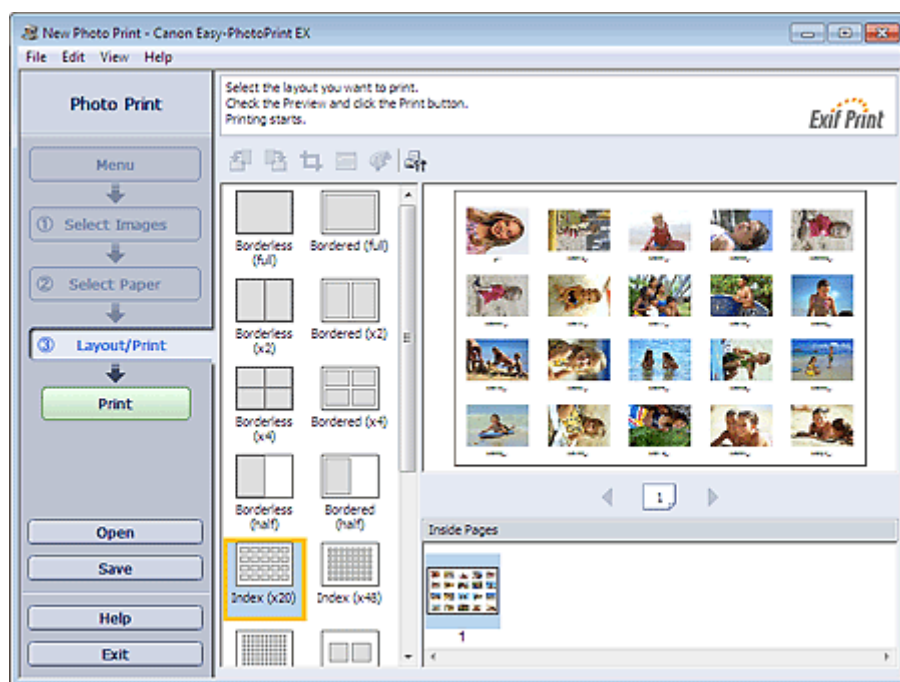 New Photo Print - Canon Easy-PhotoPrint EX
File Edit View Help
Photo Print
Select the layout you want to print.
Check the Preview and click the Print button.
Printing starts.
Exif Print
Menu
① Select Images
② Select Paper
③ Layout/Print
Print
Open
Save
Help
Exit
Borderless (full)
Bordered (full)
Borderless (x2)
Bordered (x2)
Borderless (x4)
Bordered (x4)
Borderless (half)
Bordered (half)
Index (x20)
Index (x48)
1
Inside Pages
1